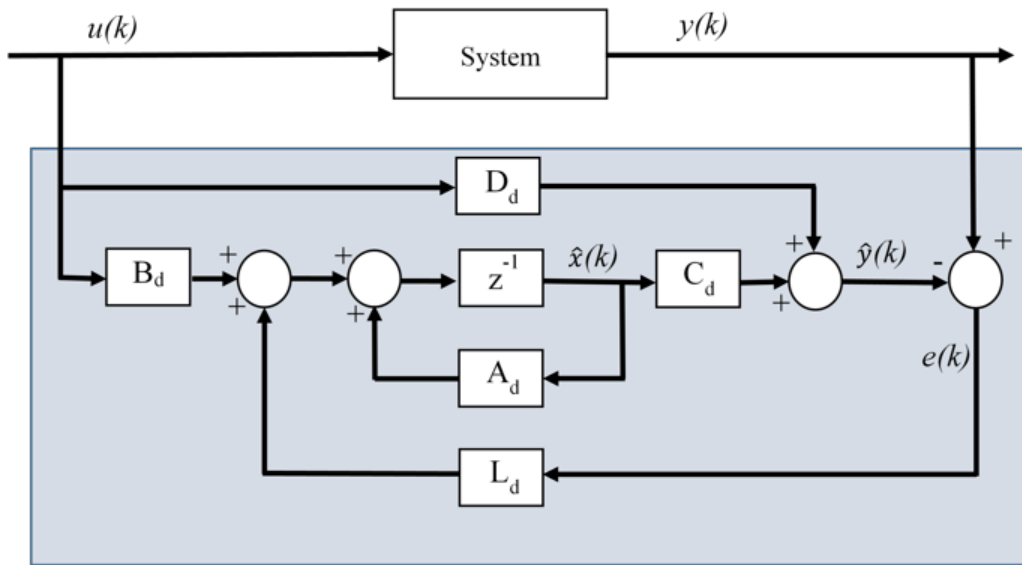 u(k)
System
y(k)
D_d
B_d
+
+
+
+
z^-1
x̂(k)
C_d
+
+
ŷ(k)
-
+
A_d
e(k)
L_d